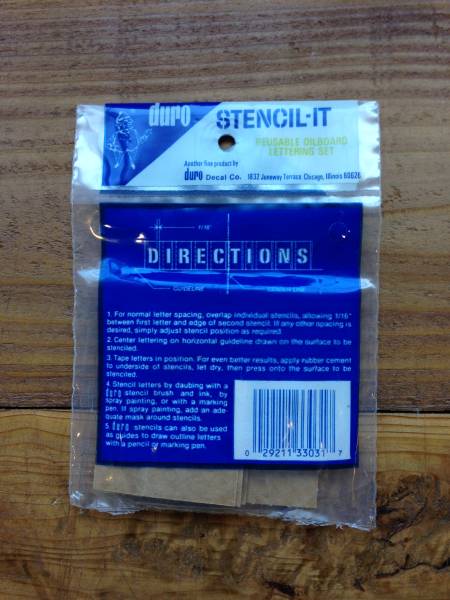 duro STENCIL-IT
REUSABLE OILBOARD
LETTERING SET
Another fine product by
duro Decal Co. 1832 Juneway Terrace Chicago, Illinois 60626
1/16"
DIRECTIONS
GUIDELINE CENTER LINE
1. For normal letter spacing, overlap individual stencils, allowing 1/16"
between first letter and edge of second stencil. If any other spacing is
desired, simply adjust stencil position as required.
2. Center lettering on horizontal guideline drawn on the surface to be
stenciled.
3. Tape letters in position. For even better results, apply rubber cement
to underside of stencils, let dry, then press onto the surface to be
stenciled.
4. Stencil letters by daubing with a
duro stencil brush and ink, by
spray painting, or with a marking
pen. If spray painting, add an ade-
quate mask around stencils.
5. duro stencils can also be used
as guides to draw outline letters
with a pencil or marking pen.
0 29211 33031 7